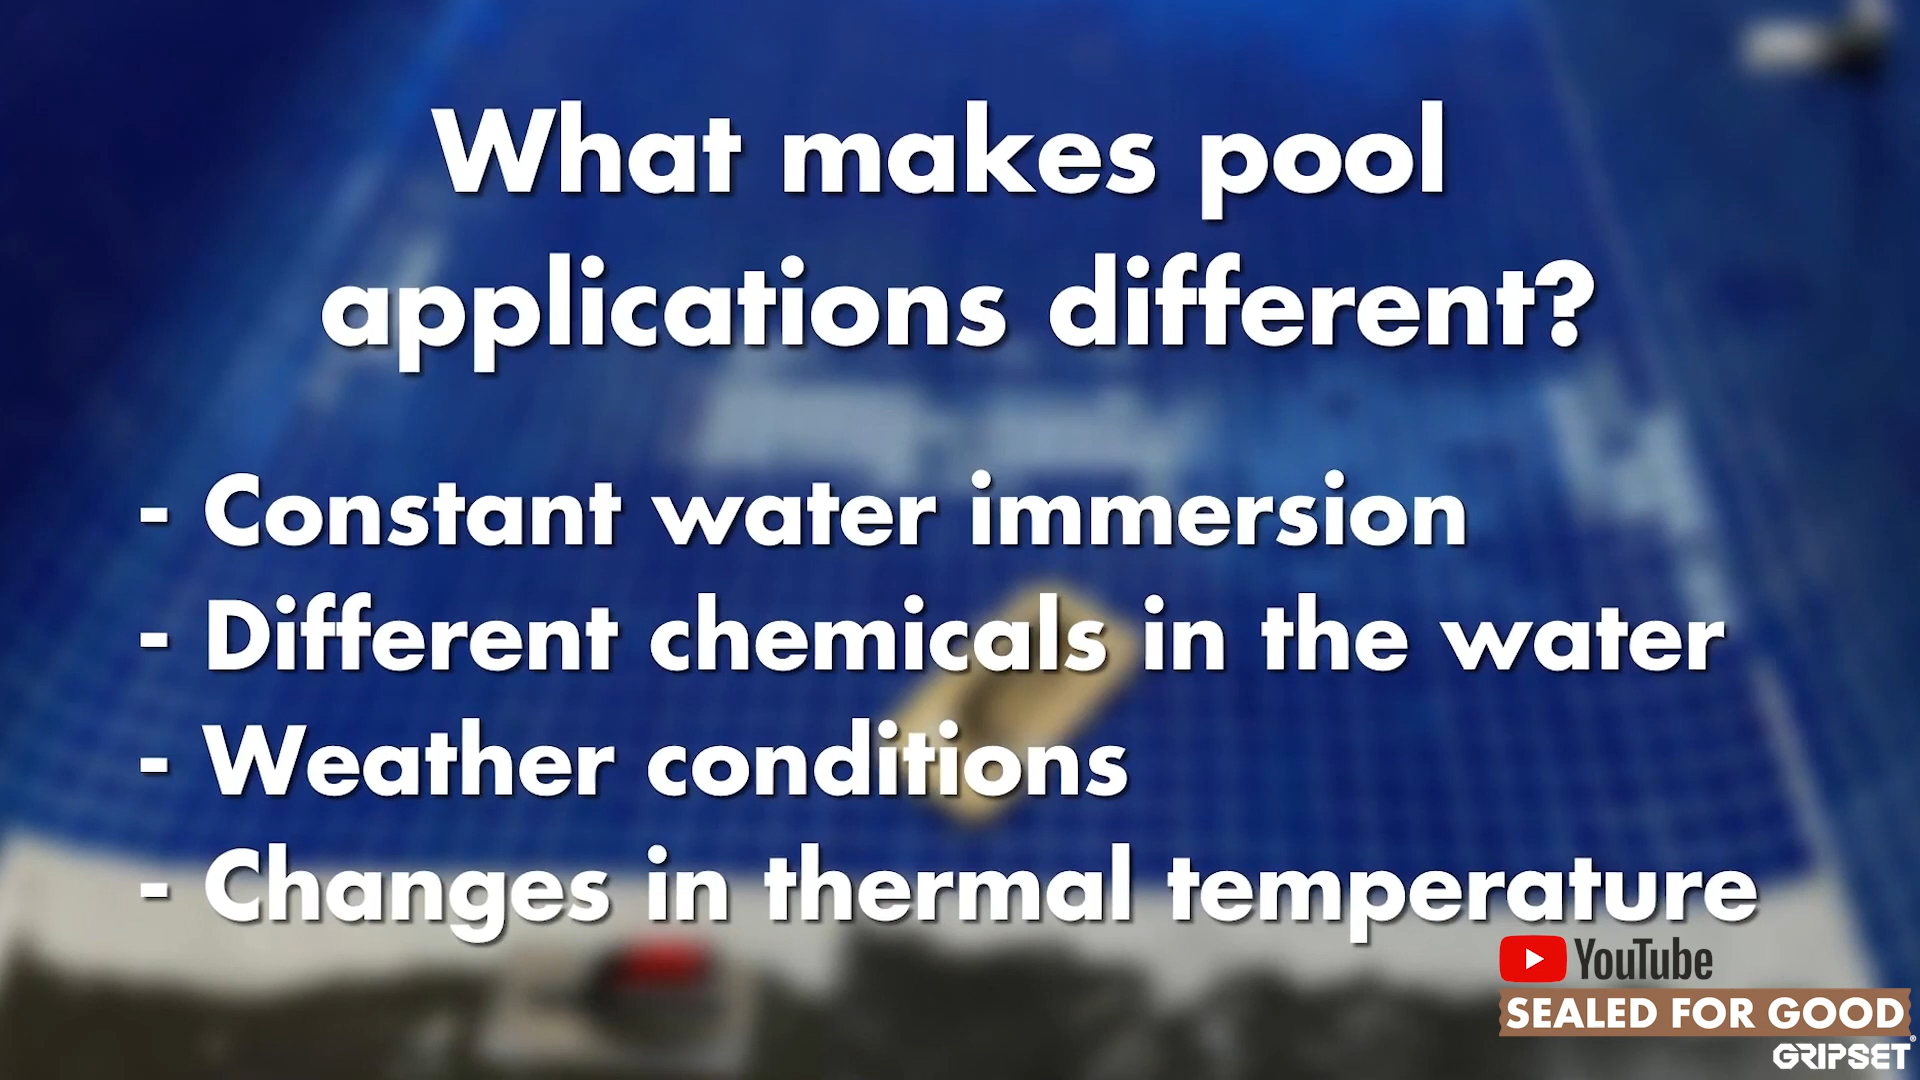 What makes pool
applications different?
- Constant water immersion
- Different chemicals in the water
- Weather conditions
- Changes in thermal temperature
YouTube
SEALED FOR GOOD
GRIPSET®